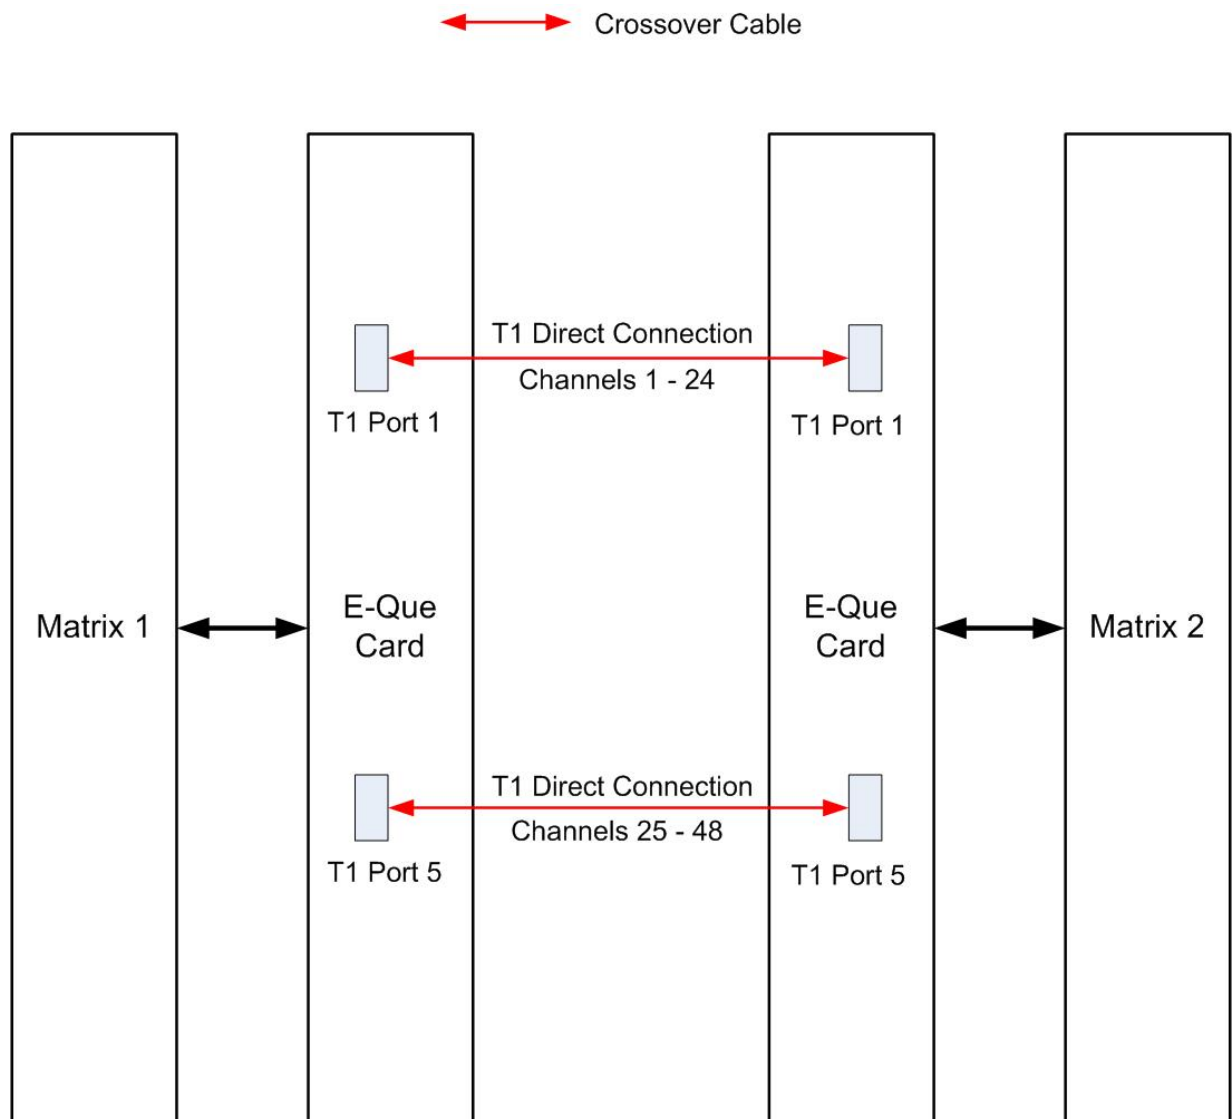 Crossover Cable
T1 Direct Connection
Channels 1 - 24
T1 Port 1
T1 Port 1
Matrix 1
E-Que
Card
E-Que
Card
Matrix 2
T1 Direct Connection
Channels 25 - 48
T1 Port 5
T1 Port 5